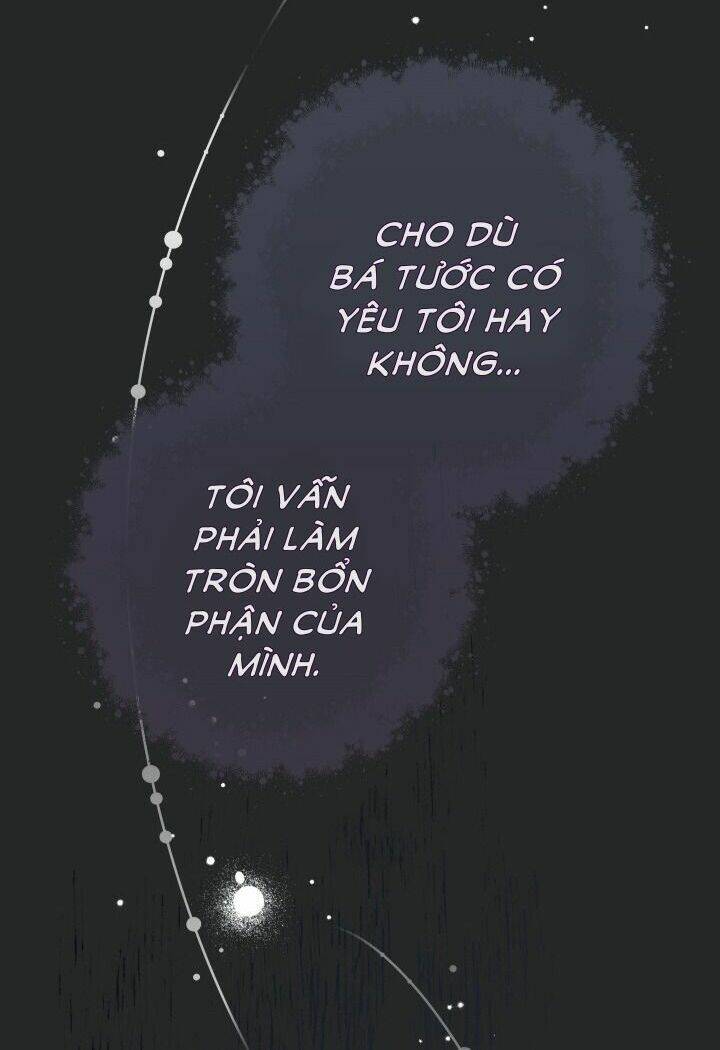 CHO DÙ
BÁ TƯỚC CÓ
YÊU TÔI HAY
KHÔNG...
TÔI VẪN
PHẢI LÀM
TRÒN BỔN
PHẬN CỦA
MÌNH.